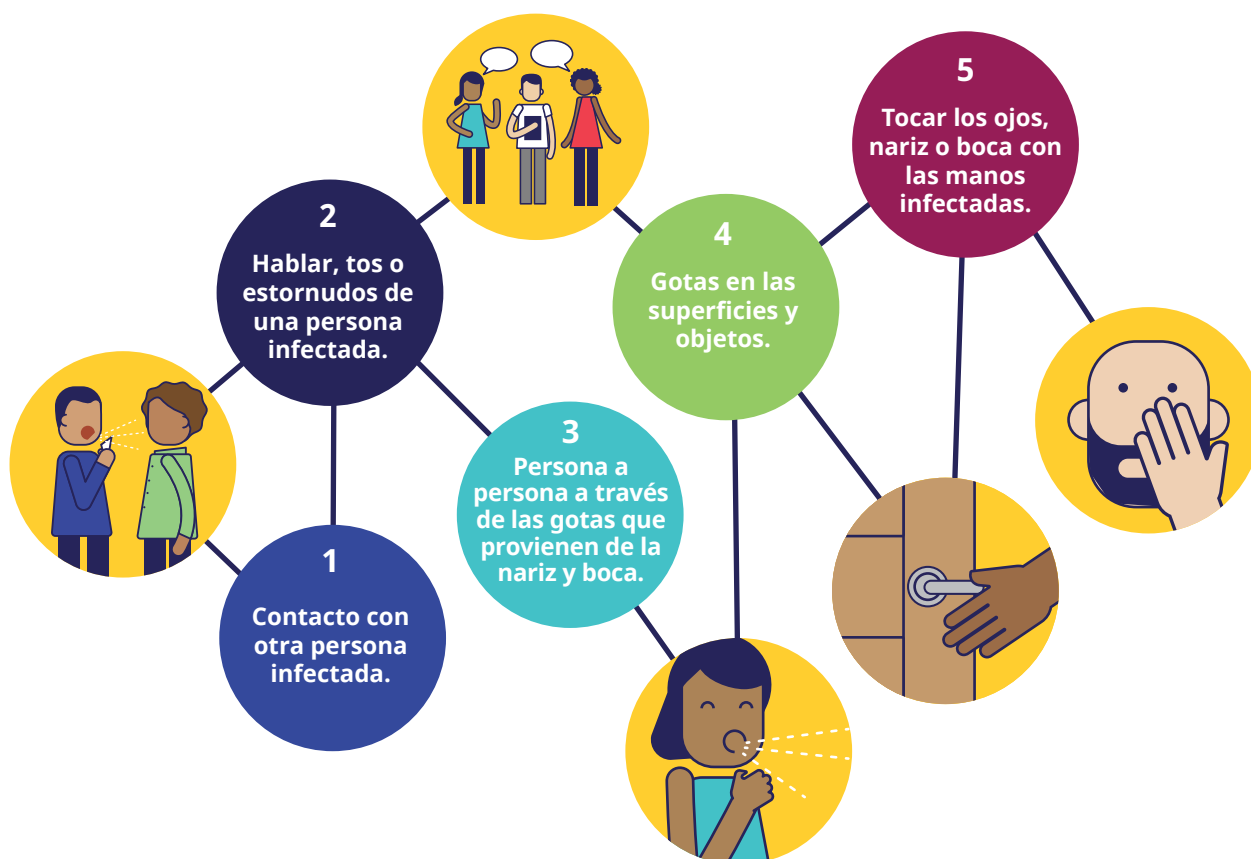 1
Contacto con
otra persona
infectada.
2
Hablar, tos o
estornudos de
una persona
infectada.
3
Persona a
persona a través
de las gotas que
provienen de la
nariz y boca.
4
Gotas en las
superficies y
objetos.
5
Tocar los ojos,
nariz o boca con
las manos
infectadas.